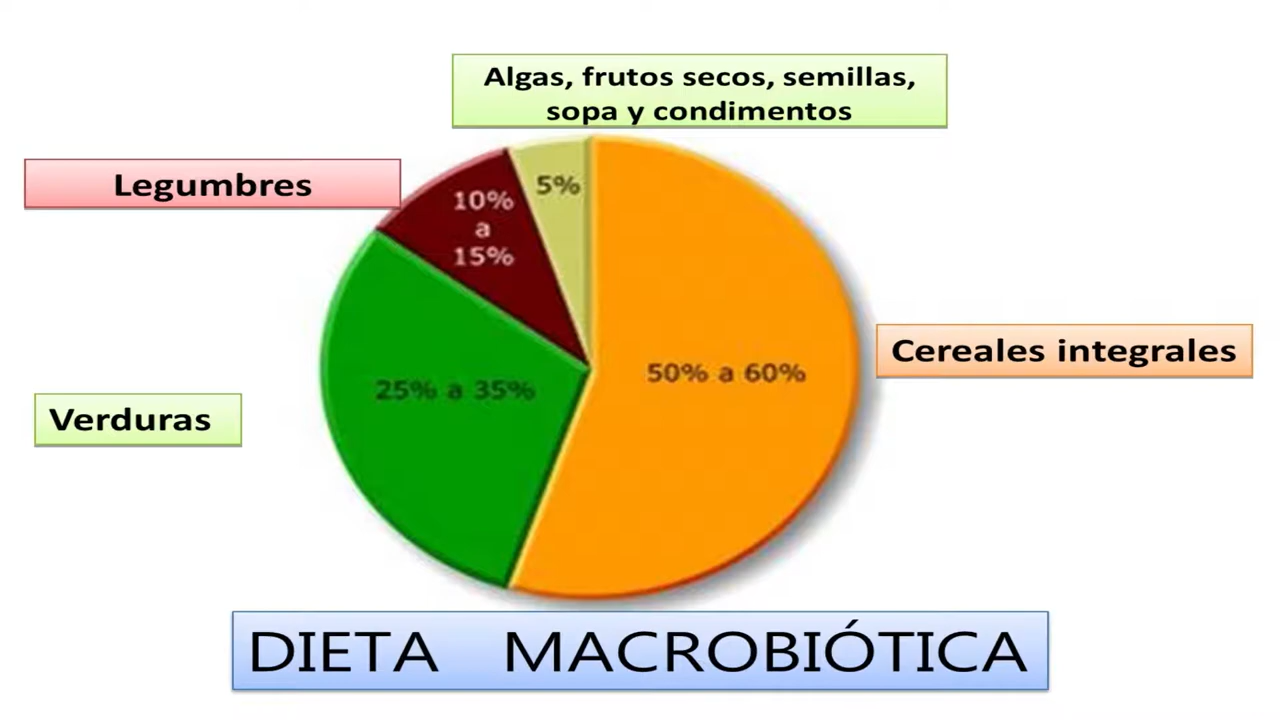 Algas, frutos secos, semillas,
sopa y condimentos
Legumbres
5%
10%
a
15%
Cereales integrales
50% a 60%
25% a 35%
Verduras
DIETA MACROBIÓTICA